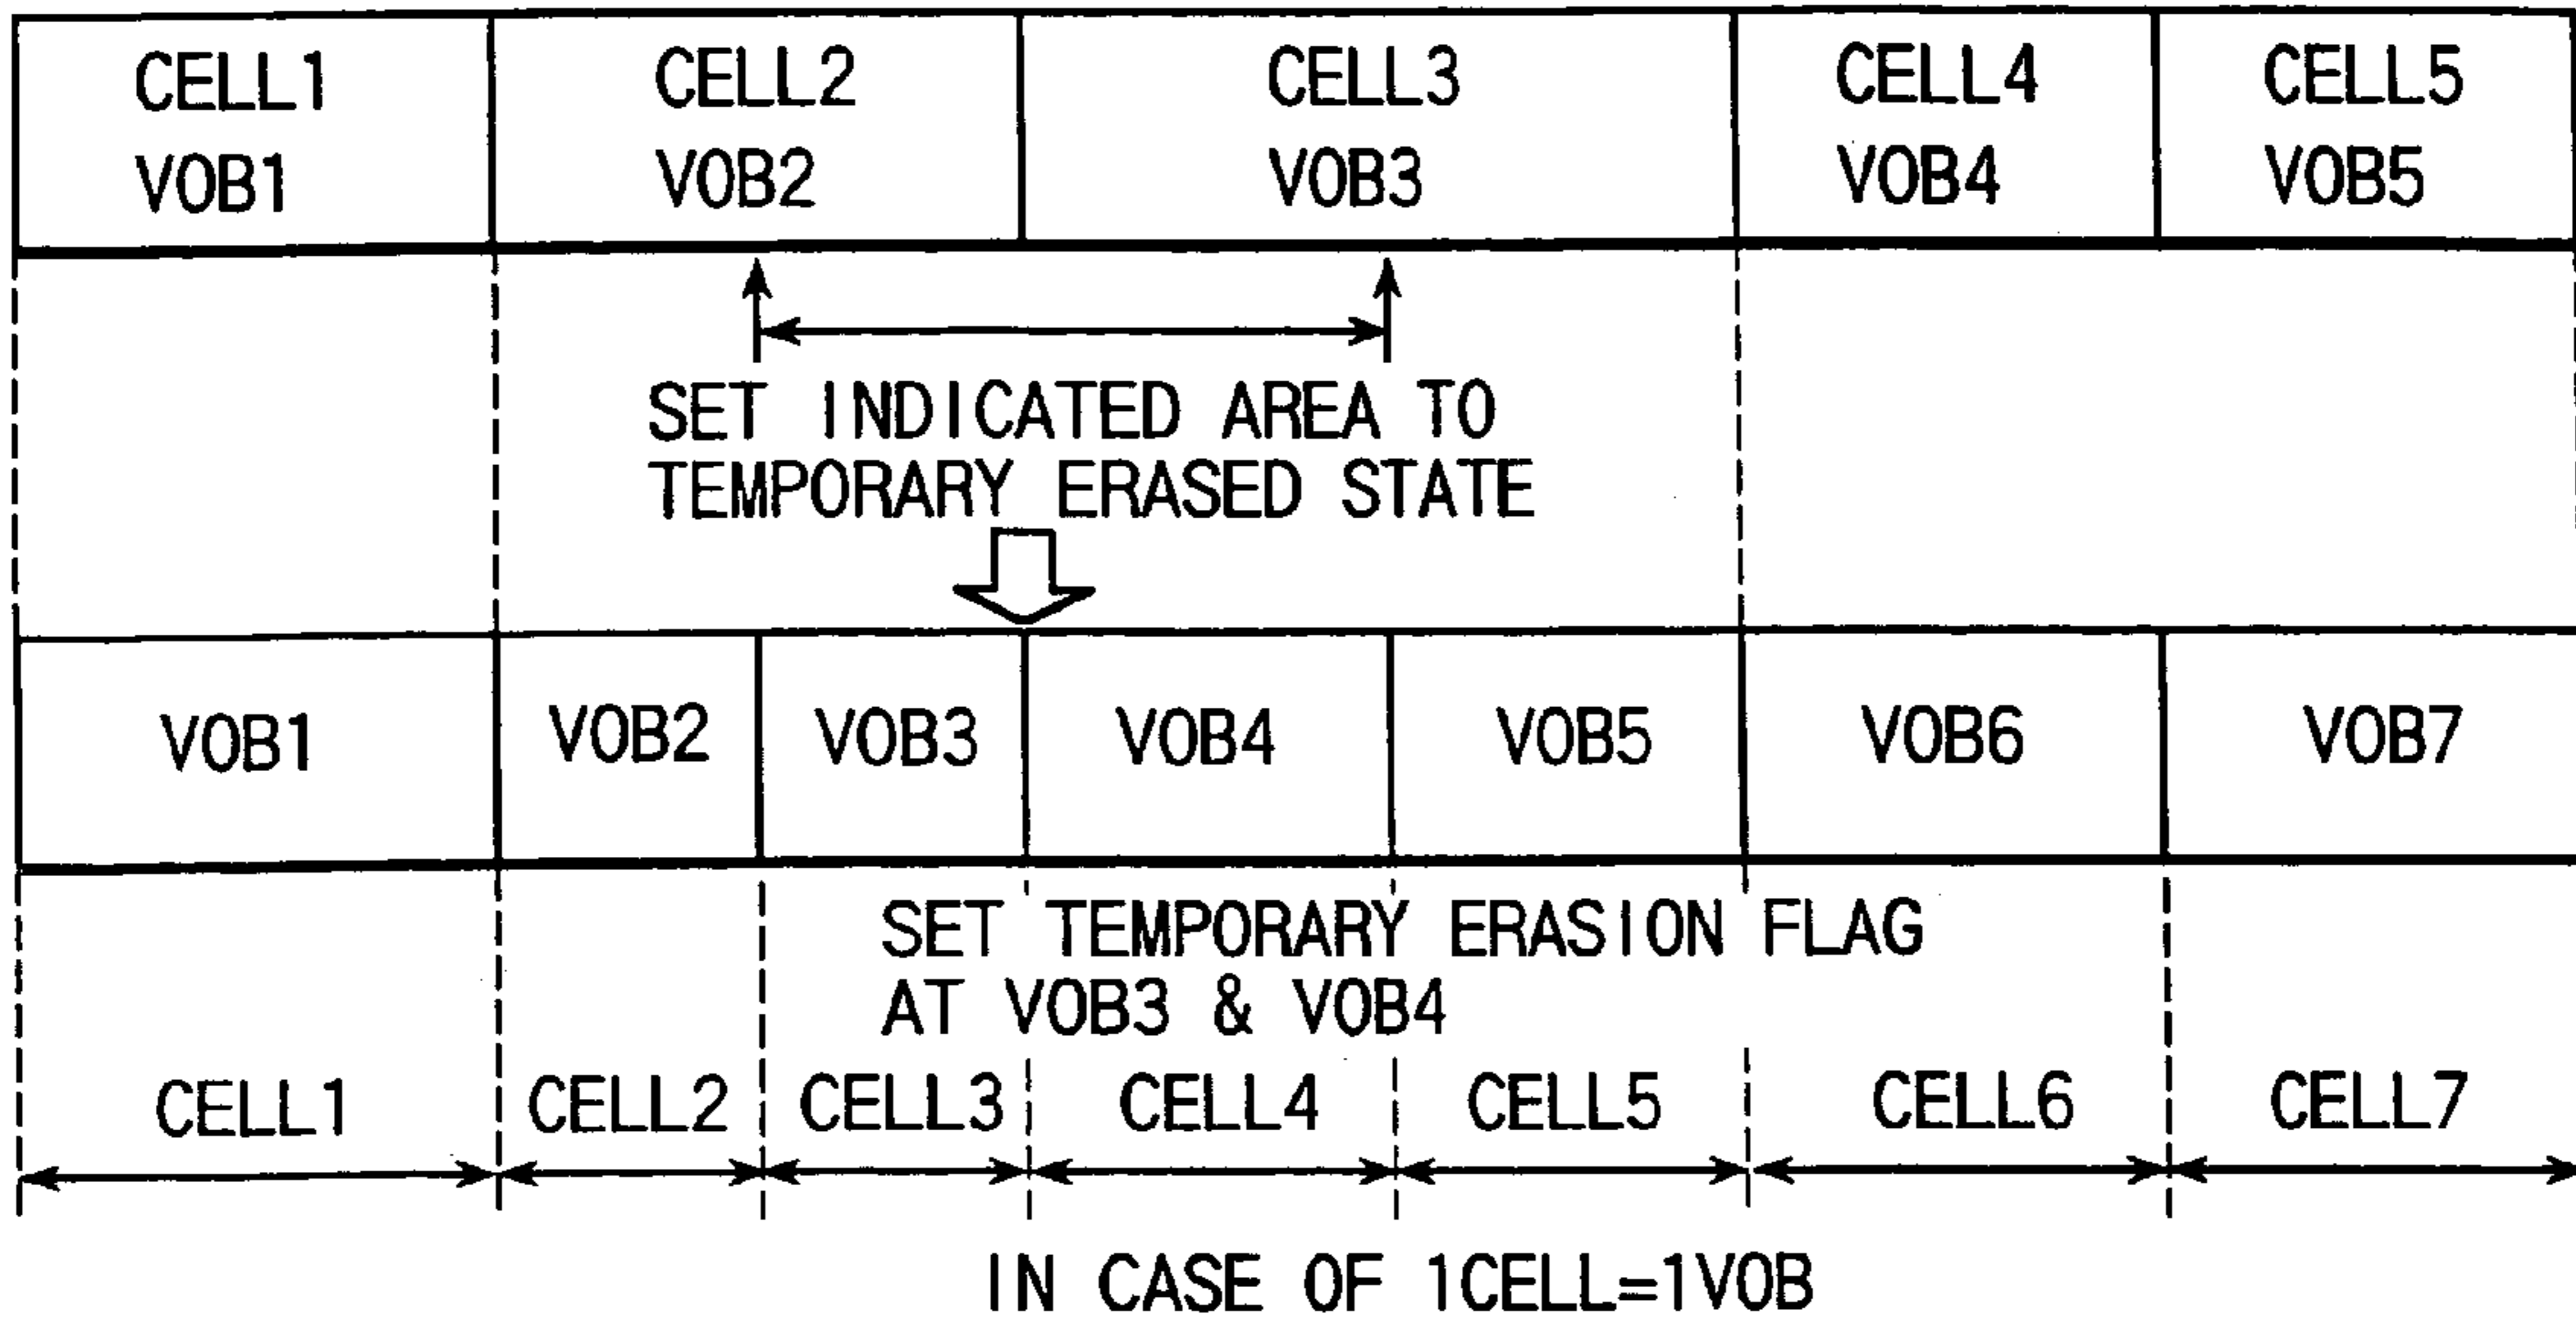 CELL1 CELL2 CELL3 CELL4 CELL5
VOB1 VOB2 VOB3 VOB4 VOB5
SET INDICATED AREA TO
TEMPORARY ERASED STATE
VOB1 VOB2 VOB3 VOB4 VOB5 VOB6 VOB7
SET TEMPORARY ERASION FLAG
AT VOB3 & VOB4
CELL1 CELL2 CELL3 CELL4 CELL5 CELL6 CELL7
IN CASE OF 1CELL=1VOB